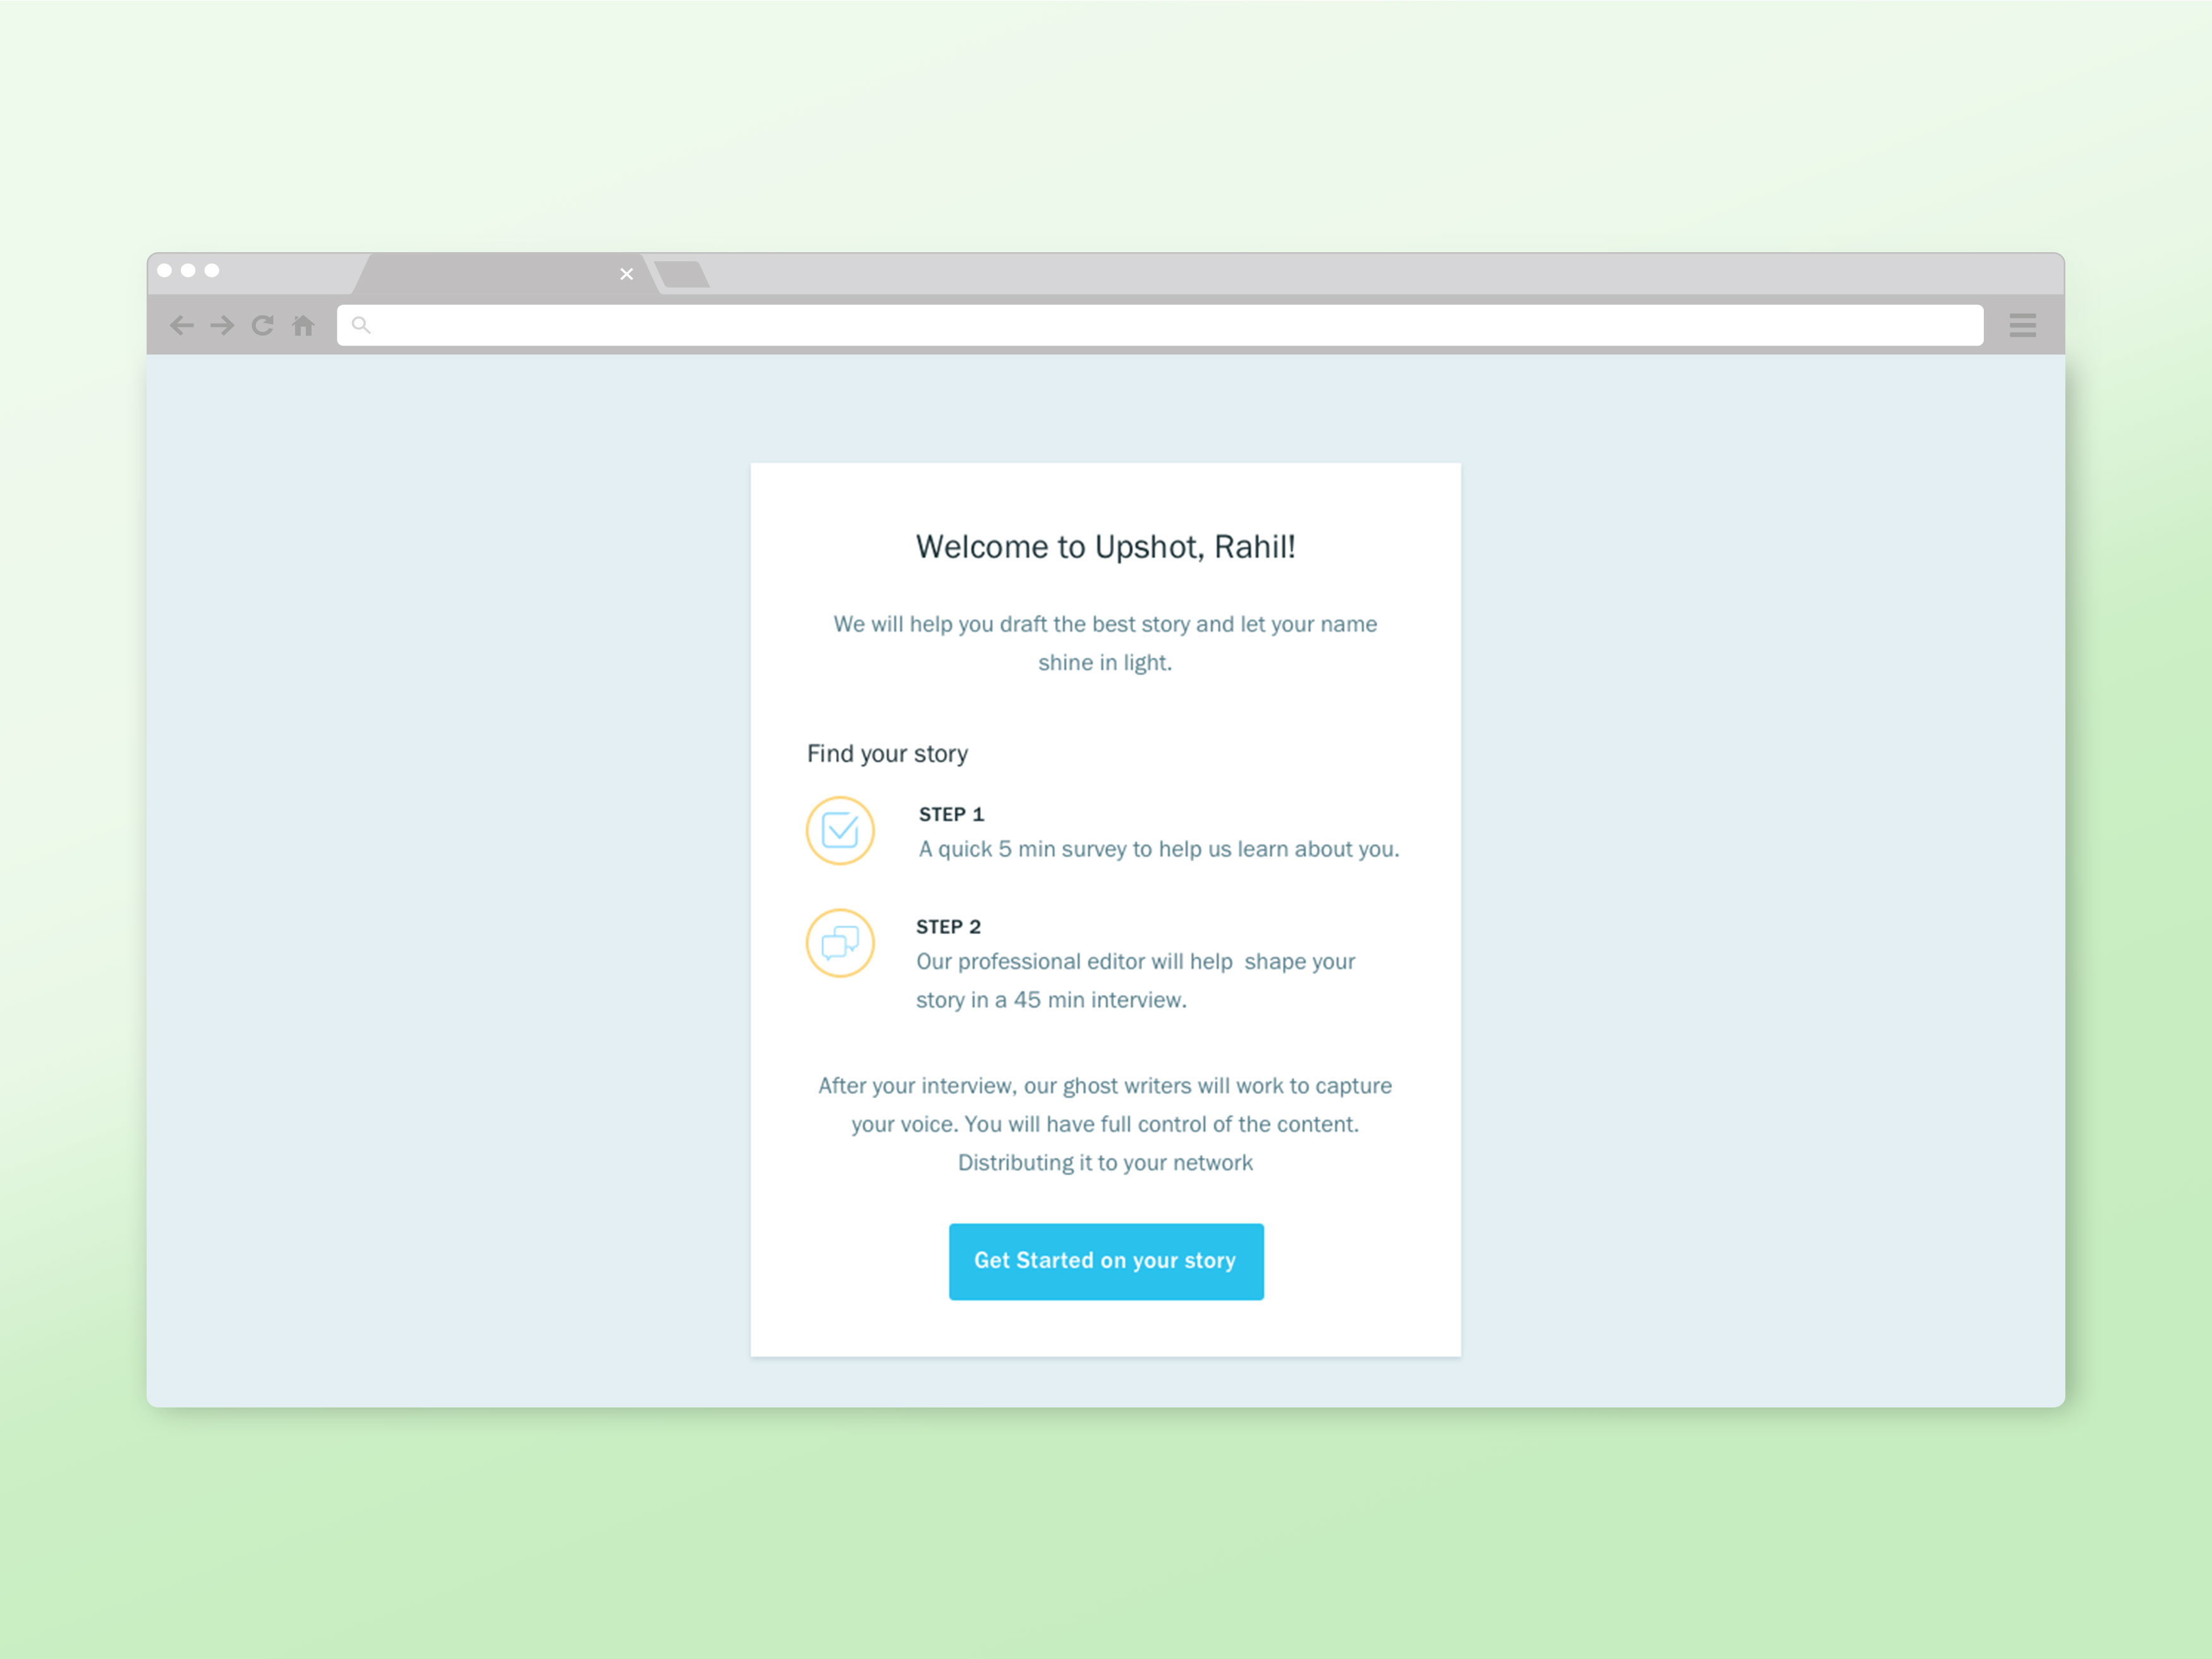 Welcome to Upshot, Rahil!
We will help you draft the best story and let your name
shine in light.
Find your story
STEP 1
A quick 5 min survey to help us learn about you.
STEP 2
Our professional editor will help  shape your
story in a 45 min interview.
After your interview, our ghost writers will work to capture
your voice. You will have full control of the content.
Distributing it to your network
Get Started on your story